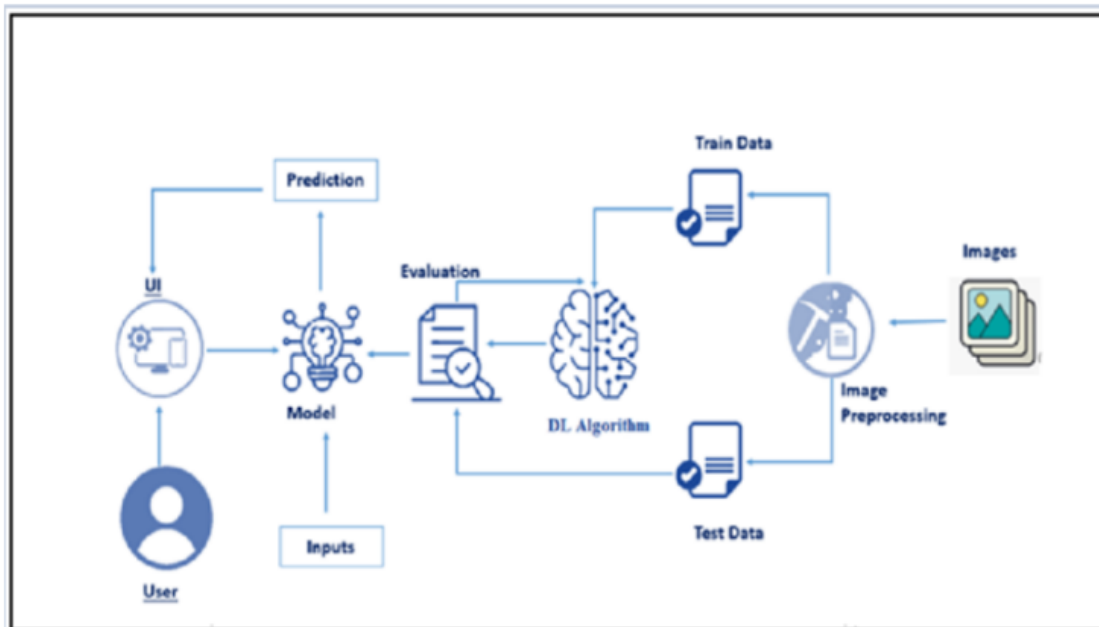 Train Data
Prediction
Images
Evaluation
UI
Image
Preprocessing
Model
DL Algorithm
Test Data
Inputs
User